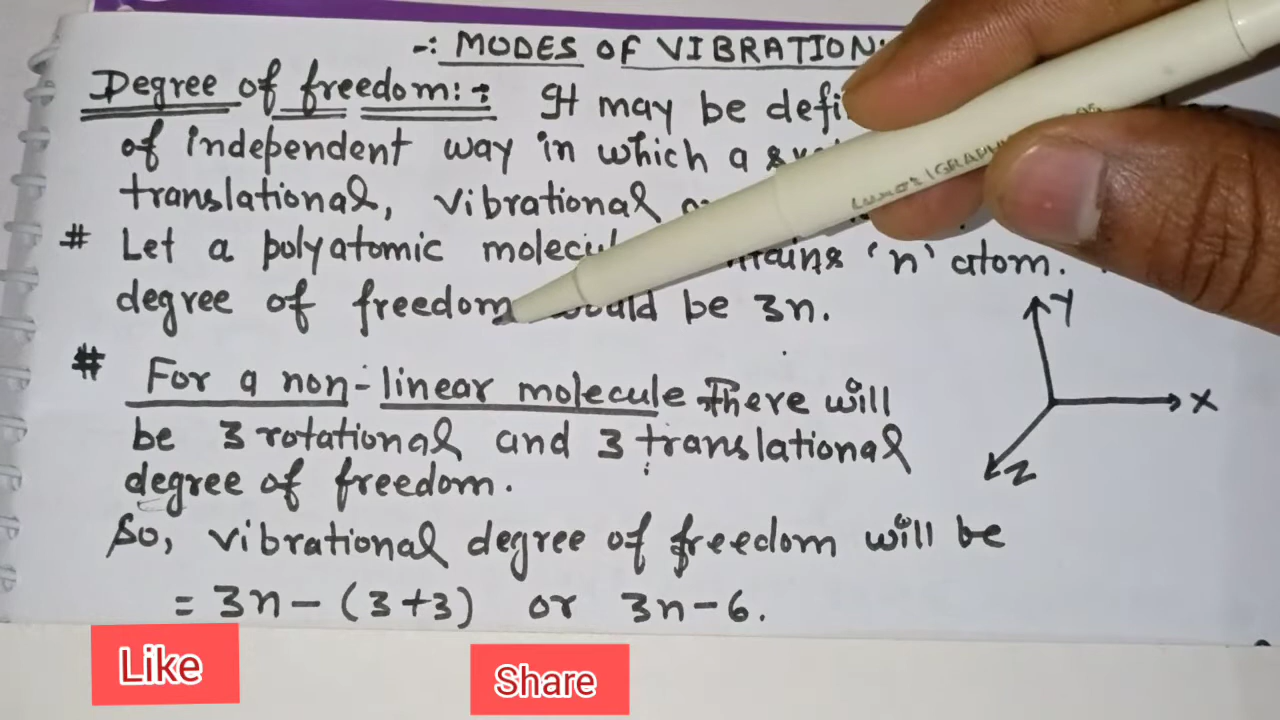 -: MODES OF VIBRATION:
Degree of freedom:- It may be defi
of independent way in which a
translational, vibrational
# Let a polyatomic molecu 'n' atom.
degree of freedom would be 3n.
# For a non-linear molecule There will
be 3 rotational and 3 translational
degree of freedom.
So, vibrational degree of freedom will be
= 3n - (3+3) or 3n-6.
Y
X
Z
Like
Share